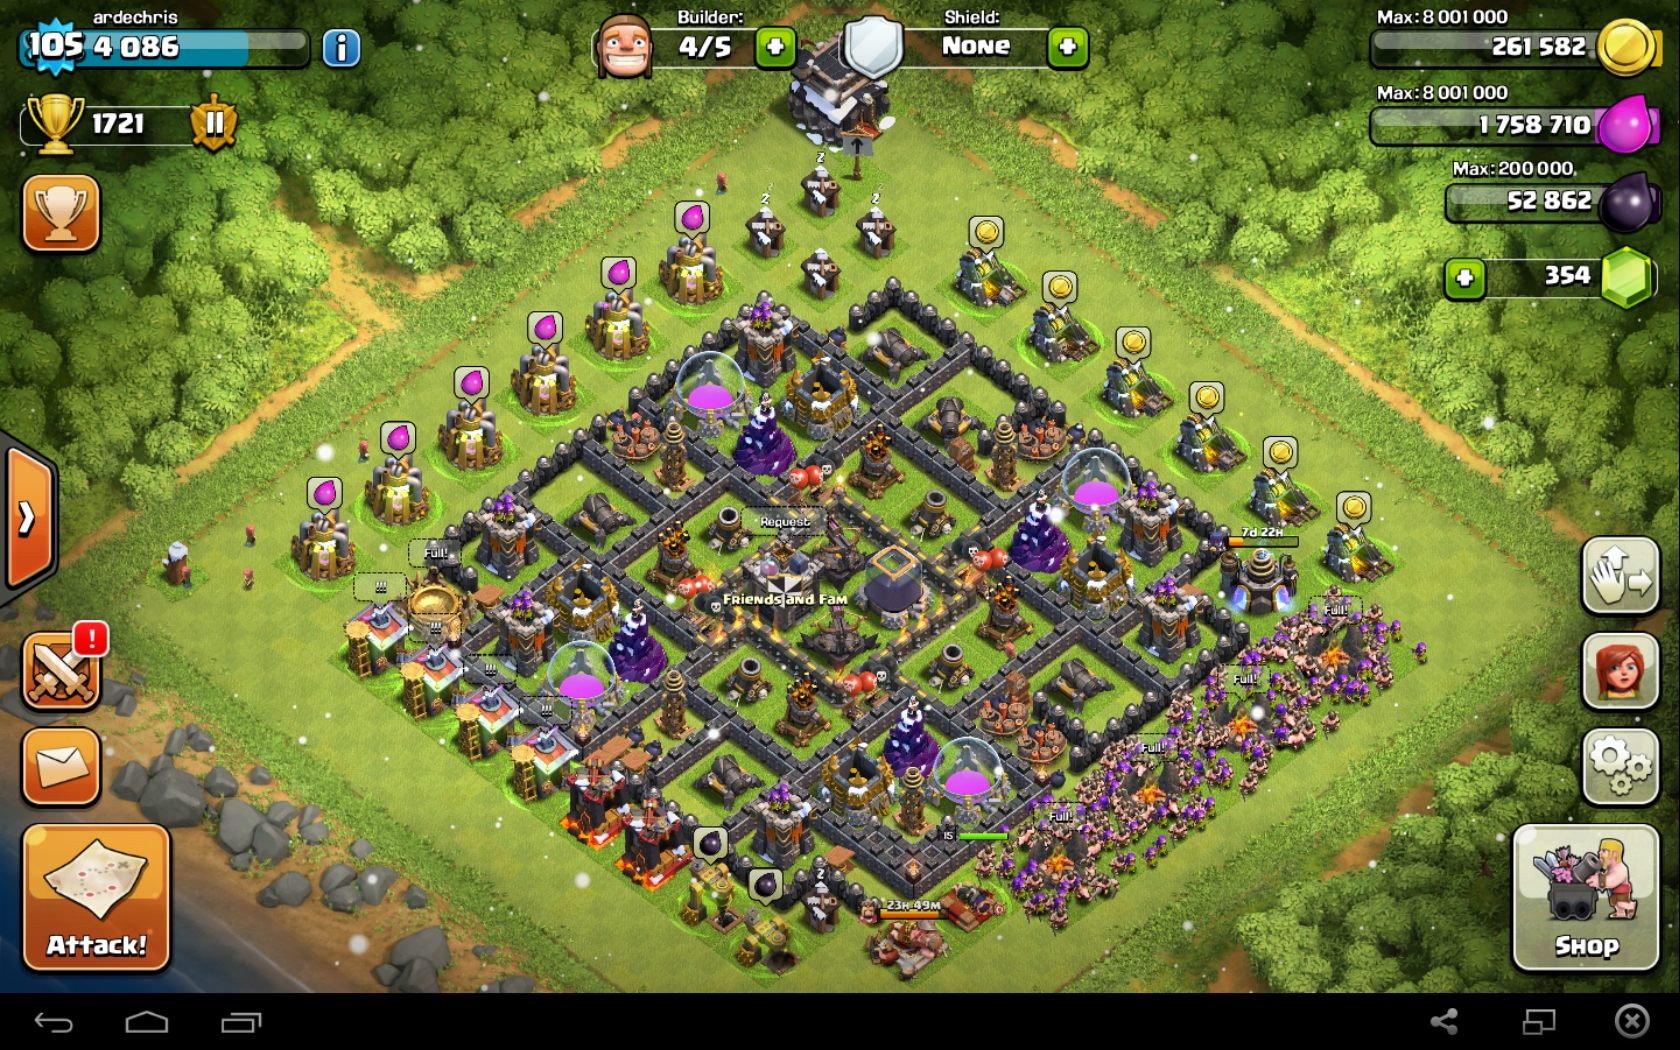 ardechris
105 4 086
Builder:
4/5
Shield:
None
Max: 8 001 000
261 582
Max: 8 001 000
1 758 710
Max: 200 000
52 862
354
1721
II
z
z
z
Request
7d 22h
Full!
Friends and Fam
Full!
Full!
Full!
Full!
15
z
23h 49m
!
Attack!
Shop